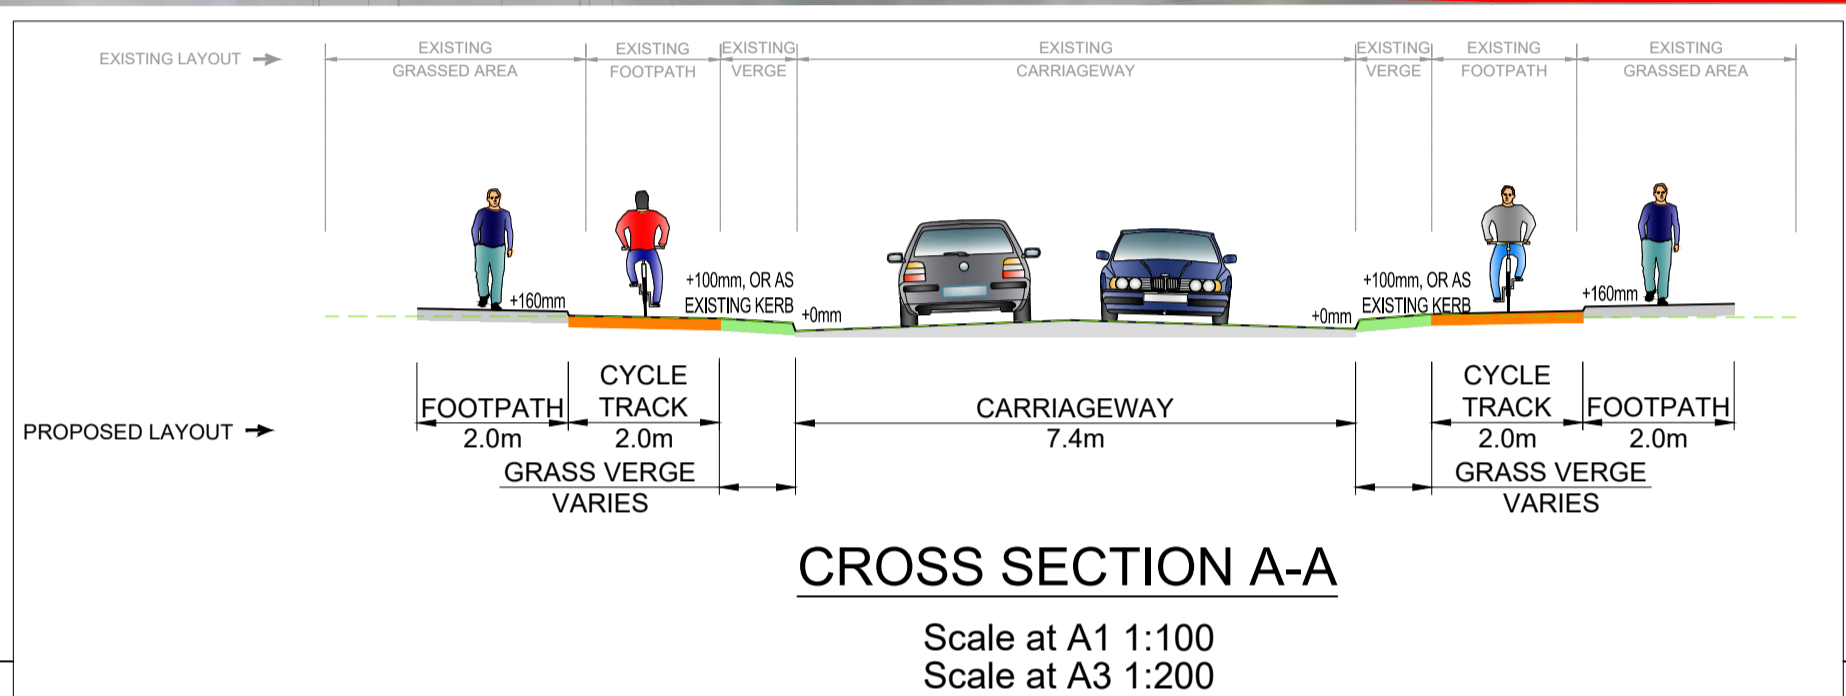 EXISTING LAYOUT
EXISTING
GRASSED AREA
EXISTING
FOOTPATH
EXISTING
VERGE
EXISTING
CARRIAGEWAY
EXISTING
VERGE
EXISTING
FOOTPATH
EXISTING
GRASSED AREA
+160mm
+100mm, OR AS
EXISTING KERB
+0mm
+0mm
+100mm, OR AS
EXISTING KERB
+160mm
PROPOSED LAYOUT
FOOTPATH
2.0m
CYCLE
TRACK
2.0m
GRASS VERGE
VARIES
CARRIAGEWAY
7.4m
CYCLE
TRACK
2.0m
FOOTPATH
2.0m
GRASS VERGE
VARIES
CROSS SECTION A-A
Scale at A1 1:100
Scale at A3 1:200